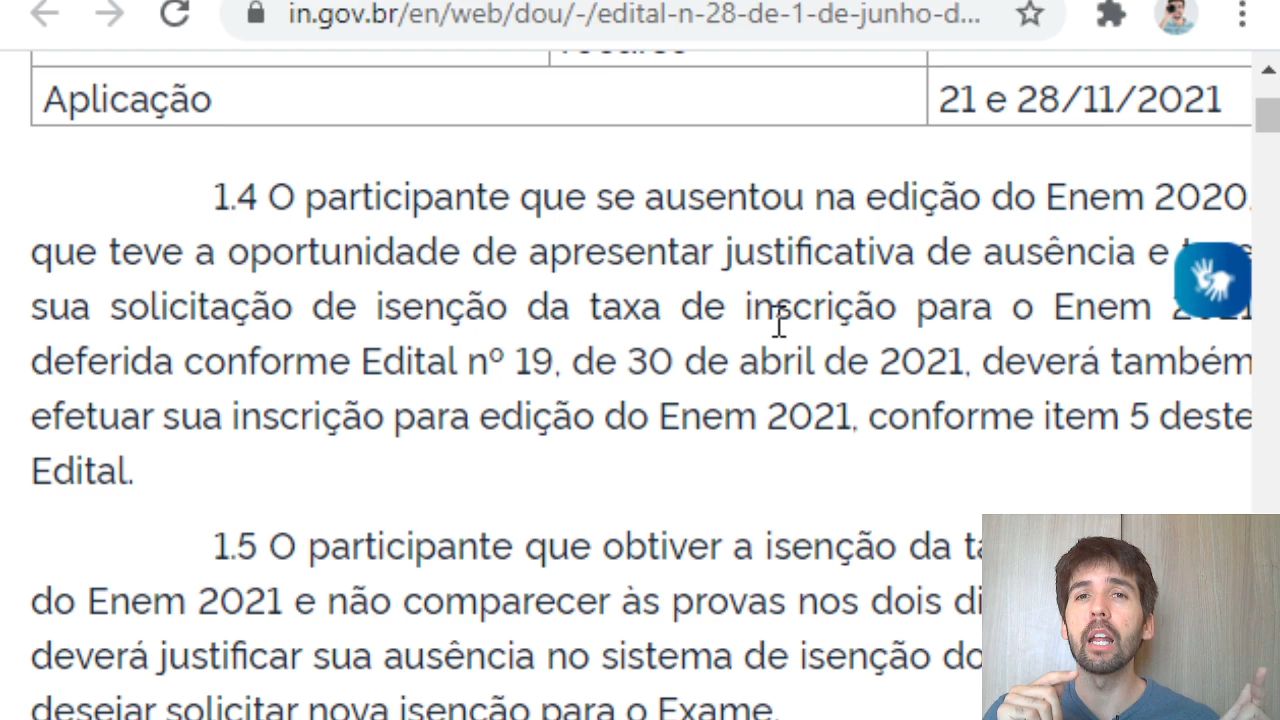 in.gov.br/en/web/dou/-/edital-n-28-de-1-de-junho-d...
Aplicação
21 e 28/11/2021
1.4 O participante que se ausentou na edição do Enem 2020,
que teve a oportunidade de apresentar justificativa de ausência e
sua solicitação de isenção da taxa de inscrição para o Enem 2021
deferida conforme Edital nº 19, de 30 de abril de 2021, deverá também
efetuar sua inscrição para edição do Enem 2021, conforme item 5 deste
Edital.
1.5 O participante que obtiver a isenção da
do Enem 2021 e não comparecer às provas nos dois
deverá justificar sua ausência no sistema de isenção
desejar solicitar nova isenção para o Exame.